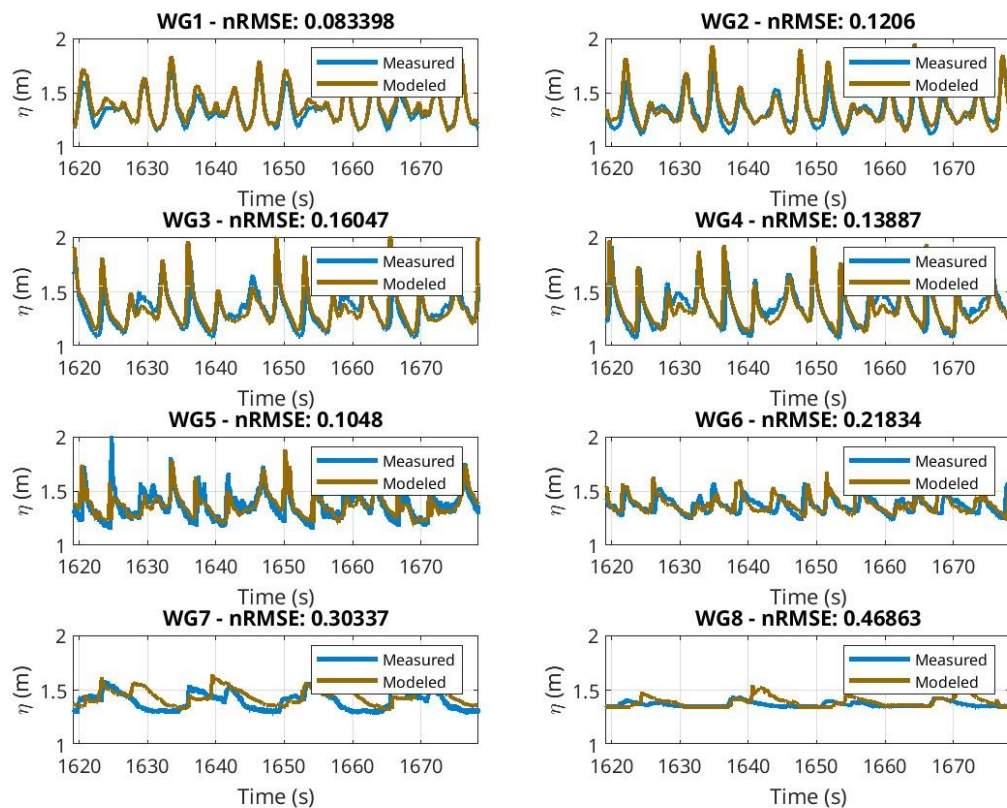 WG1 - nRMSE: 0.083398
2
1.5
1
η (m)
Measured
Modeled
1620 1630 1640 1650 1660 1670
Time (s)
WG2 - nRMSE: 0.1206
2
1.5
1
η (m)
Measured
Modeled
1620 1630 1640 1650 1660 1670
Time (s)
WG3 - nRMSE: 0.16047
2
1.5
1
η (m)
Measured
Modeled
1620 1630 1640 1650 1660 1670
Time (s)
WG4 - nRMSE: 0.13887
2
1.5
1
η (m)
Measured
Modeled
1620 1630 1640 1650 1660 1670
Time (s)
WG5 - nRMSE: 0.1048
2
1.5
1
η (m)
Measured
Modeled
1620 1630 1640 1650 1660 1670
Time (s)
WG6 - nRMSE: 0.21834
2
1.5
1
η (m)
Measured
Modeled
1620 1630 1640 1650 1660 1670
Time (s)
WG7 - nRMSE: 0.30337
2
1.5
1
η (m)
Measured
Modeled
1620 1630 1640 1650 1660 1670
Time (s)
WG8 - nRMSE: 0.46863
2
1.5
1
η (m)
Measured
Modeled
1620 1630 1640 1650 1660 1670
Time (s)